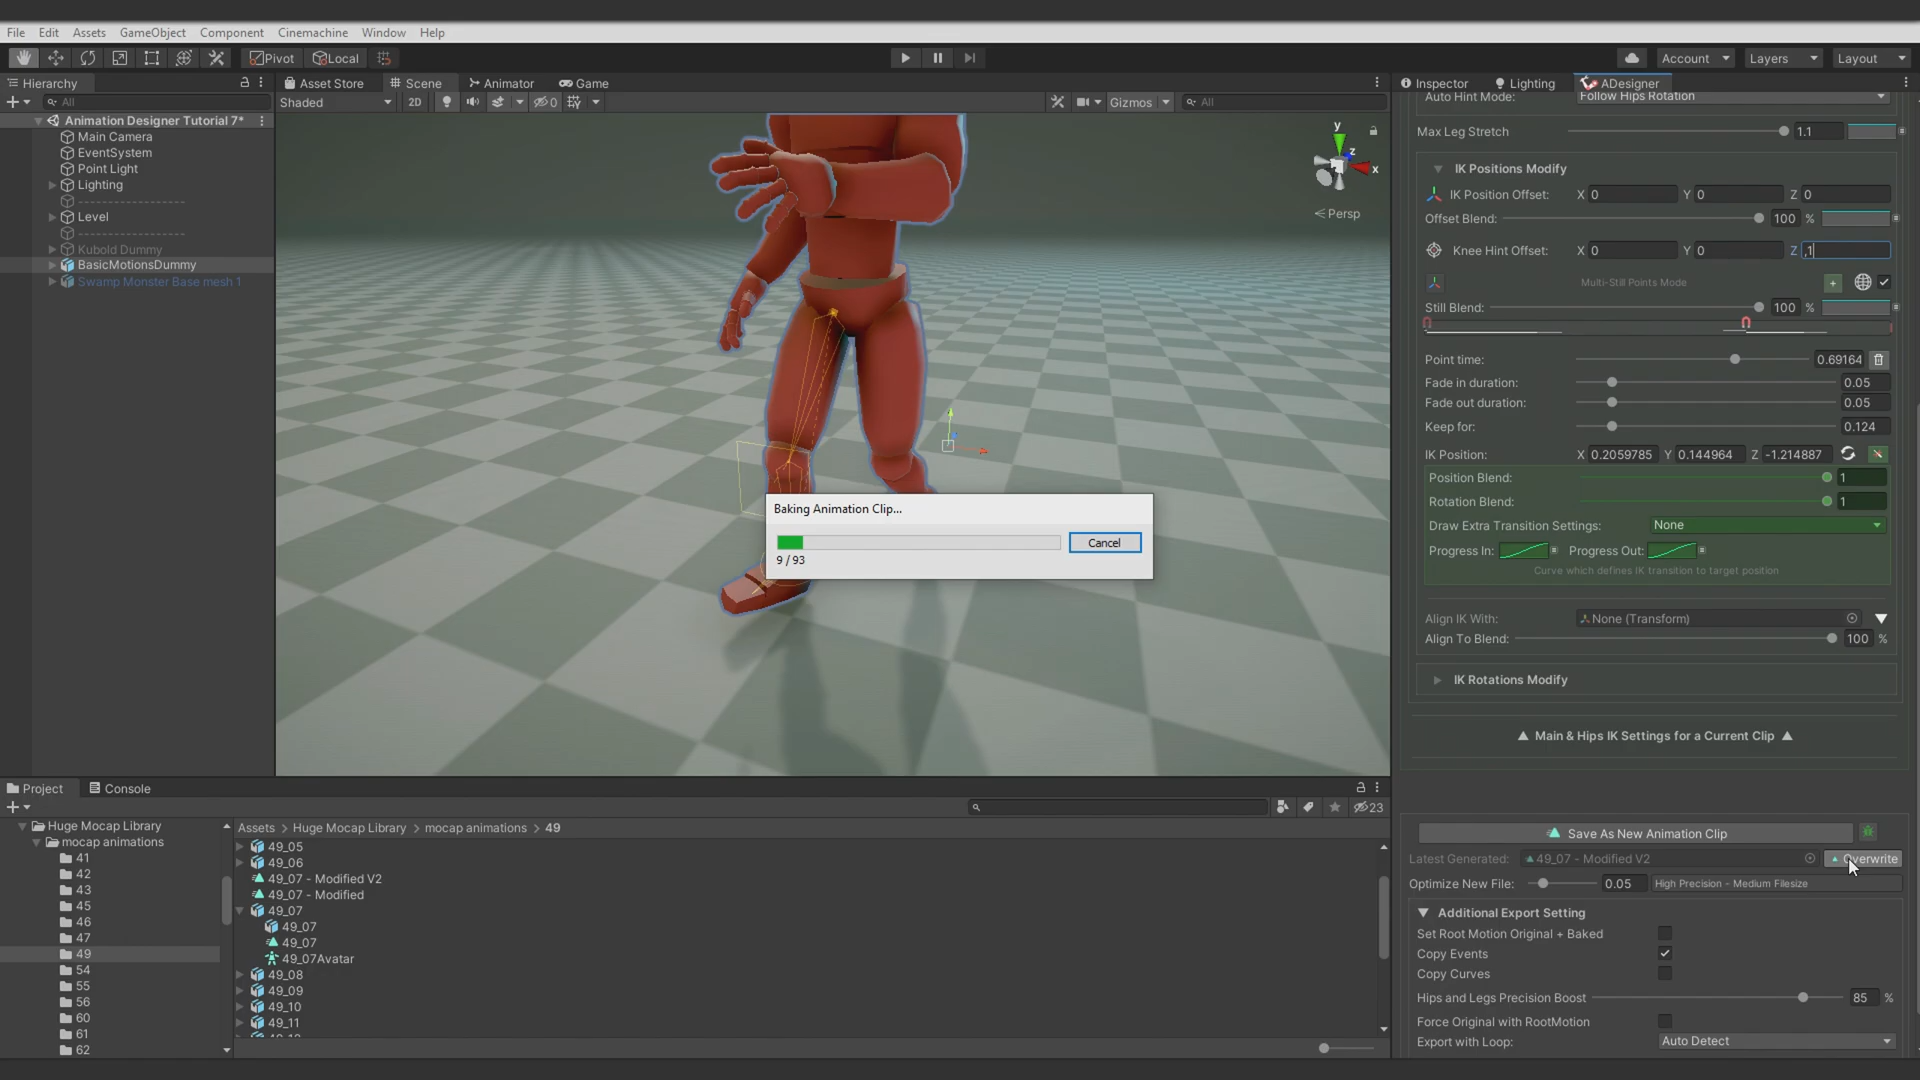 File Edit Assets GameObject Component Cinemachine Window Help
Pivot Local Account Layers Layout
Hierarchy Asset Store Scene Animator Game Inspector Lighting ADesigner
All Shaded 2D 0 Gizmos All
Auto Hint Mode: Follow Hips Rotation
Animation Designer Tutorial 7*
Main Camera
EventSystem
Point Light
Lighting
------------------
Level
------------------
Kubold Dummy
BasicMotionsDummy
Swamp Monster Base mesh 1
y
z
x
Persp
Max Leg Stretch 1.1
IK Positions Modify
IK Position Offset: X 0 Y 0 Z 0
Offset Blend: 100 %
Knee Hint Offset: X 0 Y 0 Z ,1
Multi-Still Points Mode +
Still Blend: 100 %
Point time: 0.69164
Fade in duration: 0.05
Fade out duration: 0.05
Keep for: 0.124
IK Position: X 0.2059785 Y 0.144964 Z -1.214887
Position Blend: 1
Rotation Blend: 1
Draw Extra Transition Settings: None
Progress In: Progress Out:
Curve which defines IK transition to target position
Align IK With: None (Transform)
Align To Blend: 100 %
IK Rotations Modify
Main & Hips IK Settings for a Current Clip
Baking Animation Clip...
Cancel
9 / 93
Project Console
23
Huge Mocap Library
mocap animations
41
42
43
45
46
47
49
54
55
56
60
61
62
Assets > Huge Mocap Library > mocap animations > 49
49_05
49_06
49_07 - Modified V2
49_07 - Modified
49_07
49_07
49_07
49_07Avatar
49_08
49_09
49_10
49_11
Save As New Animation Clip
Latest Generated: 49_07 - Modified V2 Overwrite
Optimize New File: 0.05 High Precision - Medium Filesize
Additional Export Setting
Set Root Motion Original + Baked
Copy Events
Copy Curves
Hips and Legs Precision Boost 85 %
Force Original with RootMotion
Export with Loop: Auto Detect